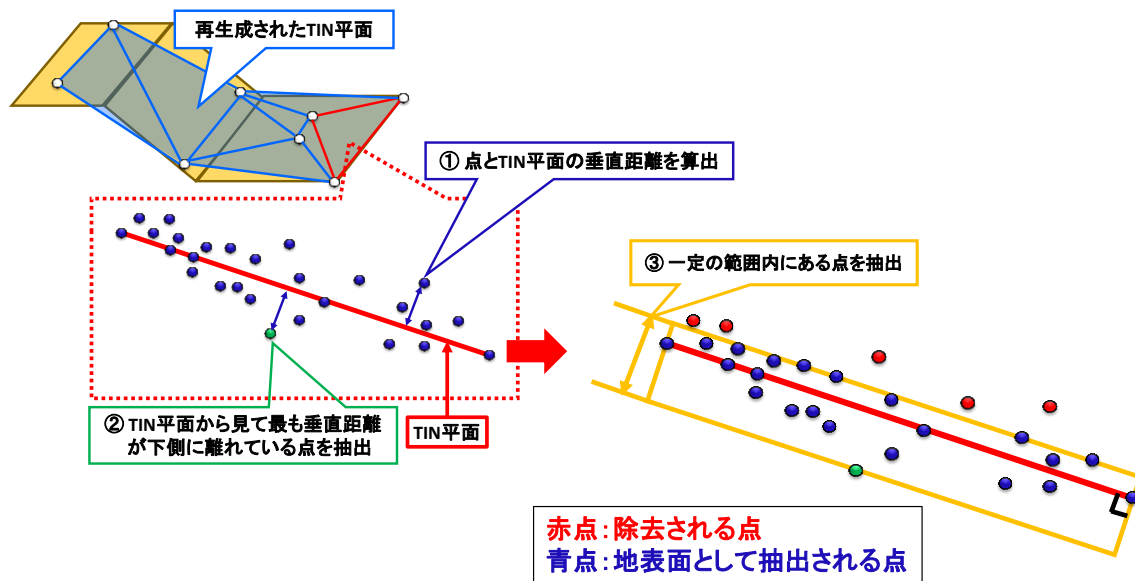 再生成されたTIN平面
① 点とTIN平面の垂直距離を算出
③ 一定の範囲内にある点を抽出
② TIN平面から見て最も垂直距離
が下側に離れている点を抽出
TIN平面
赤点：除去される点
青点：地表面として抽出される点